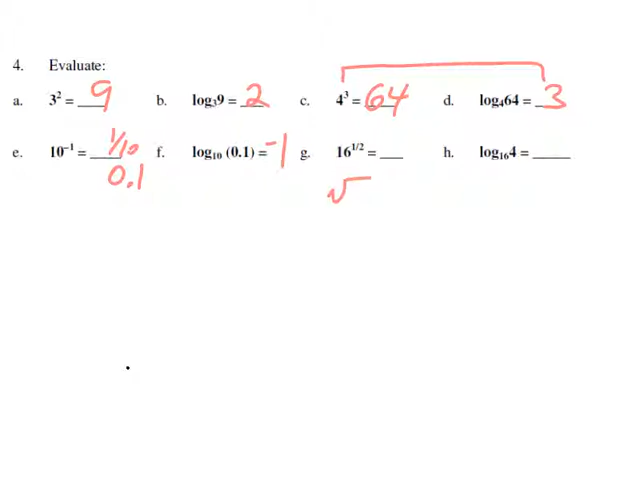 4. Evaluate:
a. 3² = 9 b. log₃9 = 2 c. 4³ = 64 d. log₄64 = 3
e. 10⁻¹ = 1/10 f. log₁₀ (0.1) = -1 g. 16^{1/2} = ___ h. log₁₆4 = ____
0.1 √